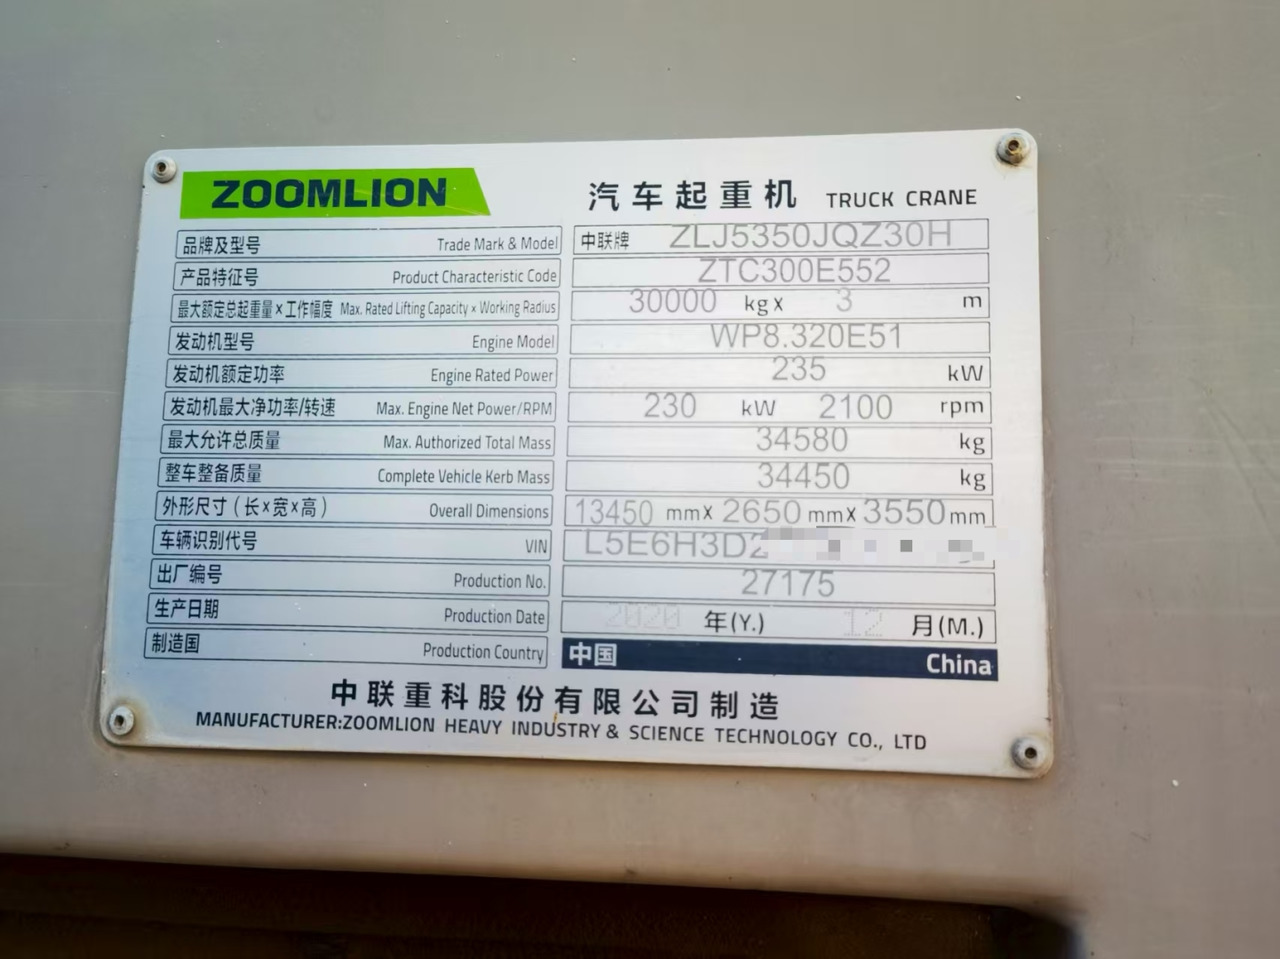 ZOOMLION 汽车起重机 TRUCK CRANE
品牌及型号 Trade Mark & Model 中联牌 ZLJ5350JQZ30H
产品特征号 Product Characteristic Code ZTC300E552
最大额定总起重量×工作幅度 Max. Rated Lifting Capacity × Working Radius 30000 kg× 3 m
发动机型号 Engine Model WP8.320E51
发动机额定功率 Engine Rated Power 235 kW
发动机最大净功率/转速 Max. Engine Net Power/RPM 230 kW 2100 rpm
最大允许总质量 Max. Authorized Total Mass 34580 kg
整车整备质量 Complete Vehicle Kerb Mass 34450 kg
外形尺寸(长×宽×高) Overall Dimensions 13450 mm× 2650 mm× 3550 mm
车辆识别代号 VIN L5E6H3D2
出厂编号 Production No. 27175
生产日期 Production Date 2020 年(Y.) 12 月(M.)
制造国 Production Country 中国 China
中联重科股份有限公司制造
MANUFACTURER:ZOOMLION HEAVY INDUSTRY & SCIENCE TECHNOLOGY CO., LTD